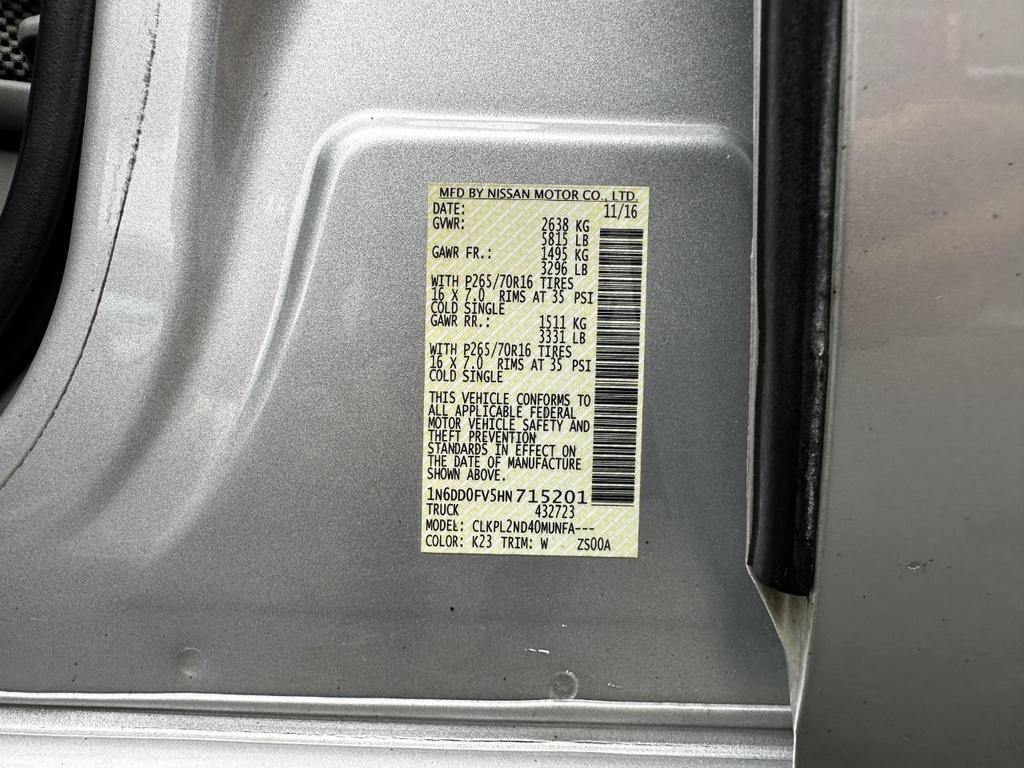 MFD BY NISSAN MOTOR CO., LTD.
DATE: 11/16
GVWR: 2638 KG
5815 LB
GAWR FR.: 1495 KG
3296 LB
WITH P265/70R16 TIRES
16 X 7.0 RIMS AT 35 PSI
COLD SINGLE
GAWR RR.: 1511 KG
3331 LB
WITH P265/70R16 TIRES
16 X 7.0 RIMS AT 35 PSI
COLD SINGLE
THIS VEHICLE CONFORMS TO
ALL APPLICABLE FEDERAL
MOTOR VEHICLE SAFETY AND
THEFT PREVENTION
STANDARDS IN EFFECT ON
THE DATE OF MANUFACTURE
SHOWN ABOVE.
1N6DD0FV5HN715201
TRUCK 432723
MODEL: CLKPL2ND40MUNFA---
COLOR: K23 TRIM: W ZS00A